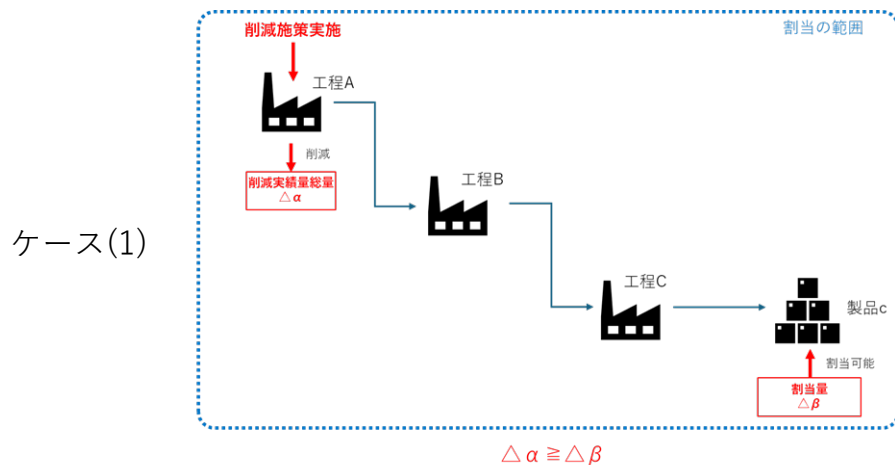 削減施策実施
割当の範囲
工程A
削減
削減実績量総量
△α
工程B
ケース(1)
工程C
製品c
割当可能
割当量
△β
△α≧△β